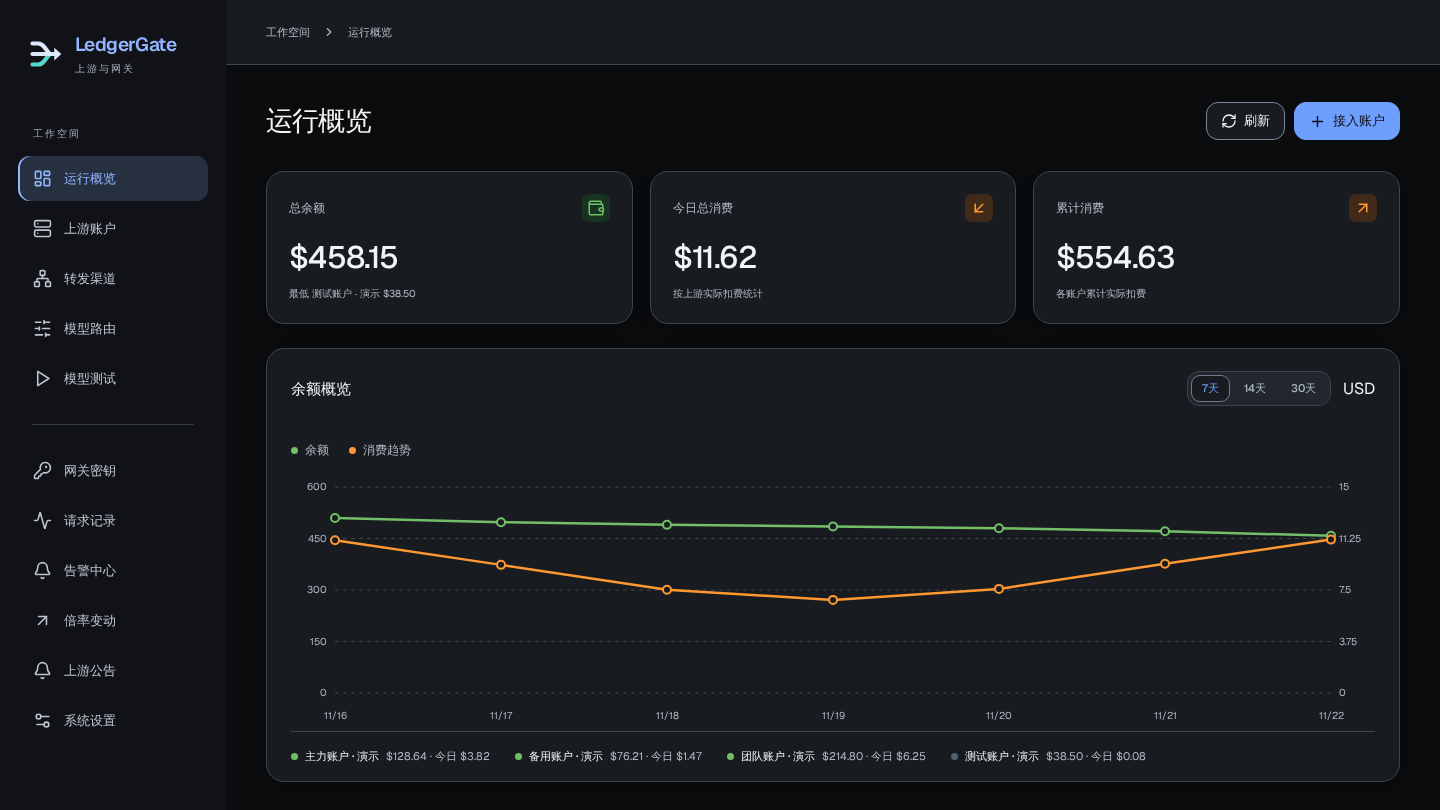 LedgerGate
上游与网关
工作空间
运行概览
上游账户
转发渠道
模型路由
模型测试
网关密钥
请求记录
告警中心
倍率变动
上游公告
系统设置
工作空间 运行概览
运行概览
刷新
接入账户
总余额
$458.15
最低 测试账户 · 演示 $38.50
今日总消费
$11.62
按上游实际扣费统计
累计消费
$554.63
各账户累计实际扣费
余额概览
7天 14天 30天 USD
余额 消费趋势
600 15
450 11.25
300 7.5
150 3.75
0 0
11/16 11/17 11/18 11/19 11/20 11/21 11/22
主力账户 · 演示 $128.64 · 今日 $3.82 备用账户 · 演示 $76.21 · 今日 $1.47 团队账户 · 演示 $214.80 · 今日 $6.25 测试账户 · 演示 $38.50 · 今日 $0.08